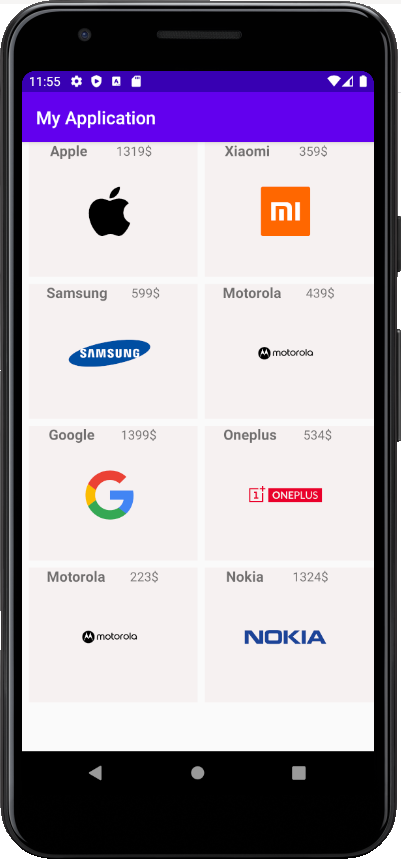 11:55
My Application
Apple 1319$
Xiaomi 359$
mi
Samsung 599$
Motorola 439$
SAMSUNG
motorola
Google 1399$
Oneplus 534$
G
1+ ONEPLUS
Motorola 223$
Nokia 1324$
motorola
NOKIA